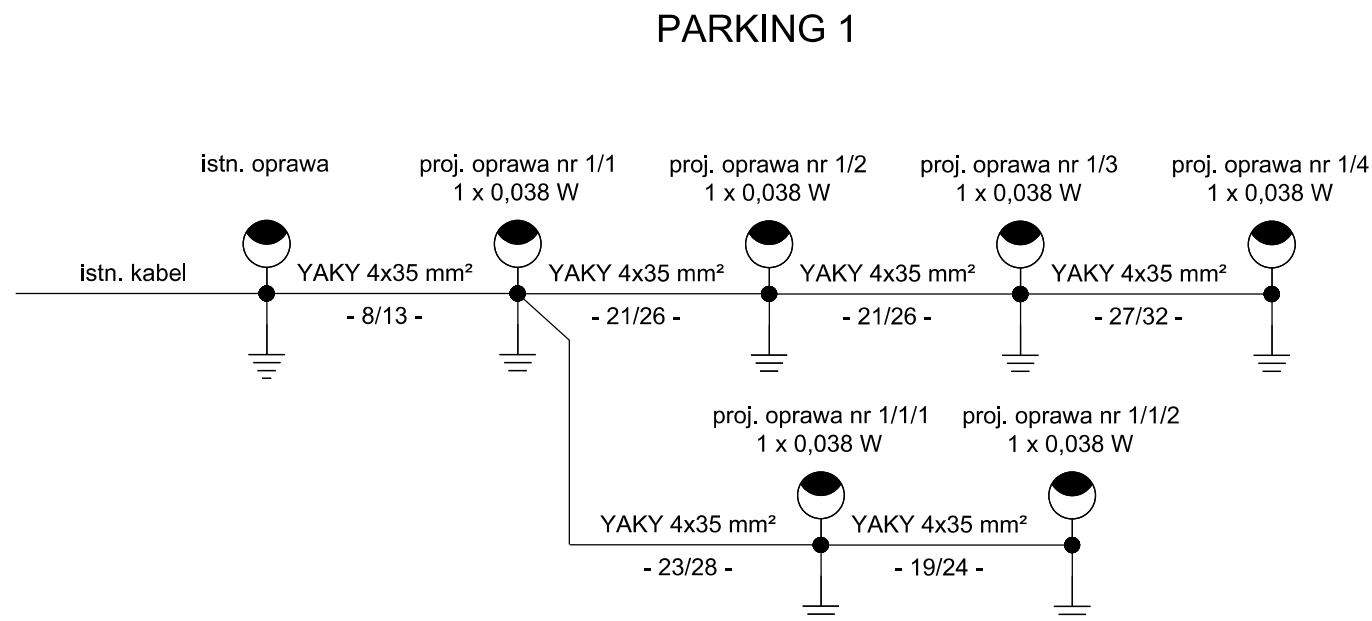 PARKING 1
istn. oprawa
proj. oprawa nr 1/1
1 x 0,038 W
proj. oprawa nr 1/2
1 x 0,038 W
proj. oprawa nr 1/3
1 x 0,038 W
proj. oprawa nr 1/4
1 x 0,038 W
istn. kabel
YAKY 4x35 mm²
- 8/13 -
YAKY 4x35 mm²
- 21/26 -
YAKY 4x35 mm²
- 21/26 -
YAKY 4x35 mm²
- 27/32 -
proj. oprawa nr 1/1/1
1 x 0,038 W
proj. oprawa nr 1/1/2
1 x 0,038 W
YAKY 4x35 mm²
- 23/28 -
YAKY 4x35 mm²
- 19/24 -